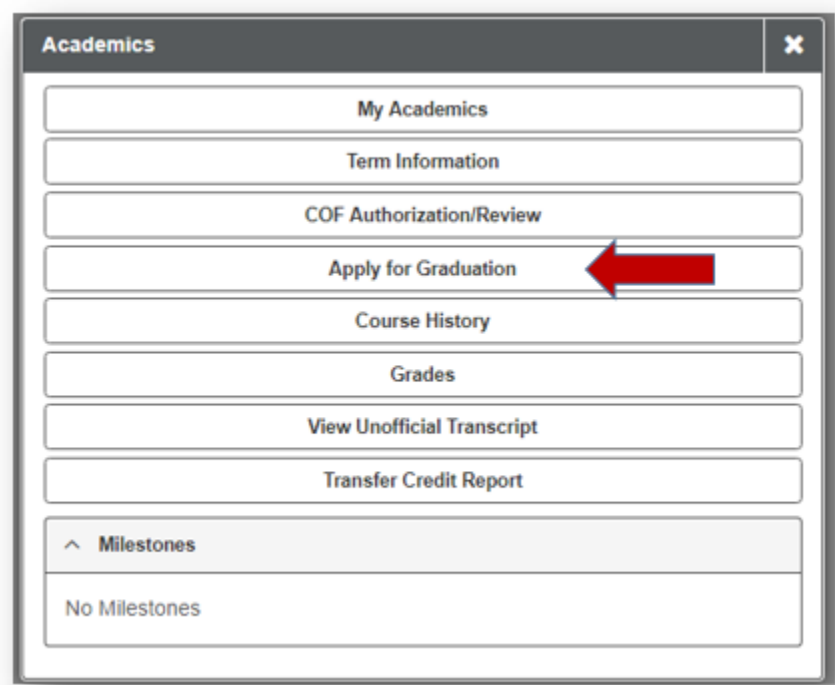 Academics
My Academics
Term Information
COF Authorization/Review
Apply for Graduation
Course History
Grades
View Unofficial Transcript
Transfer Credit Report
Milestones
No Milestones